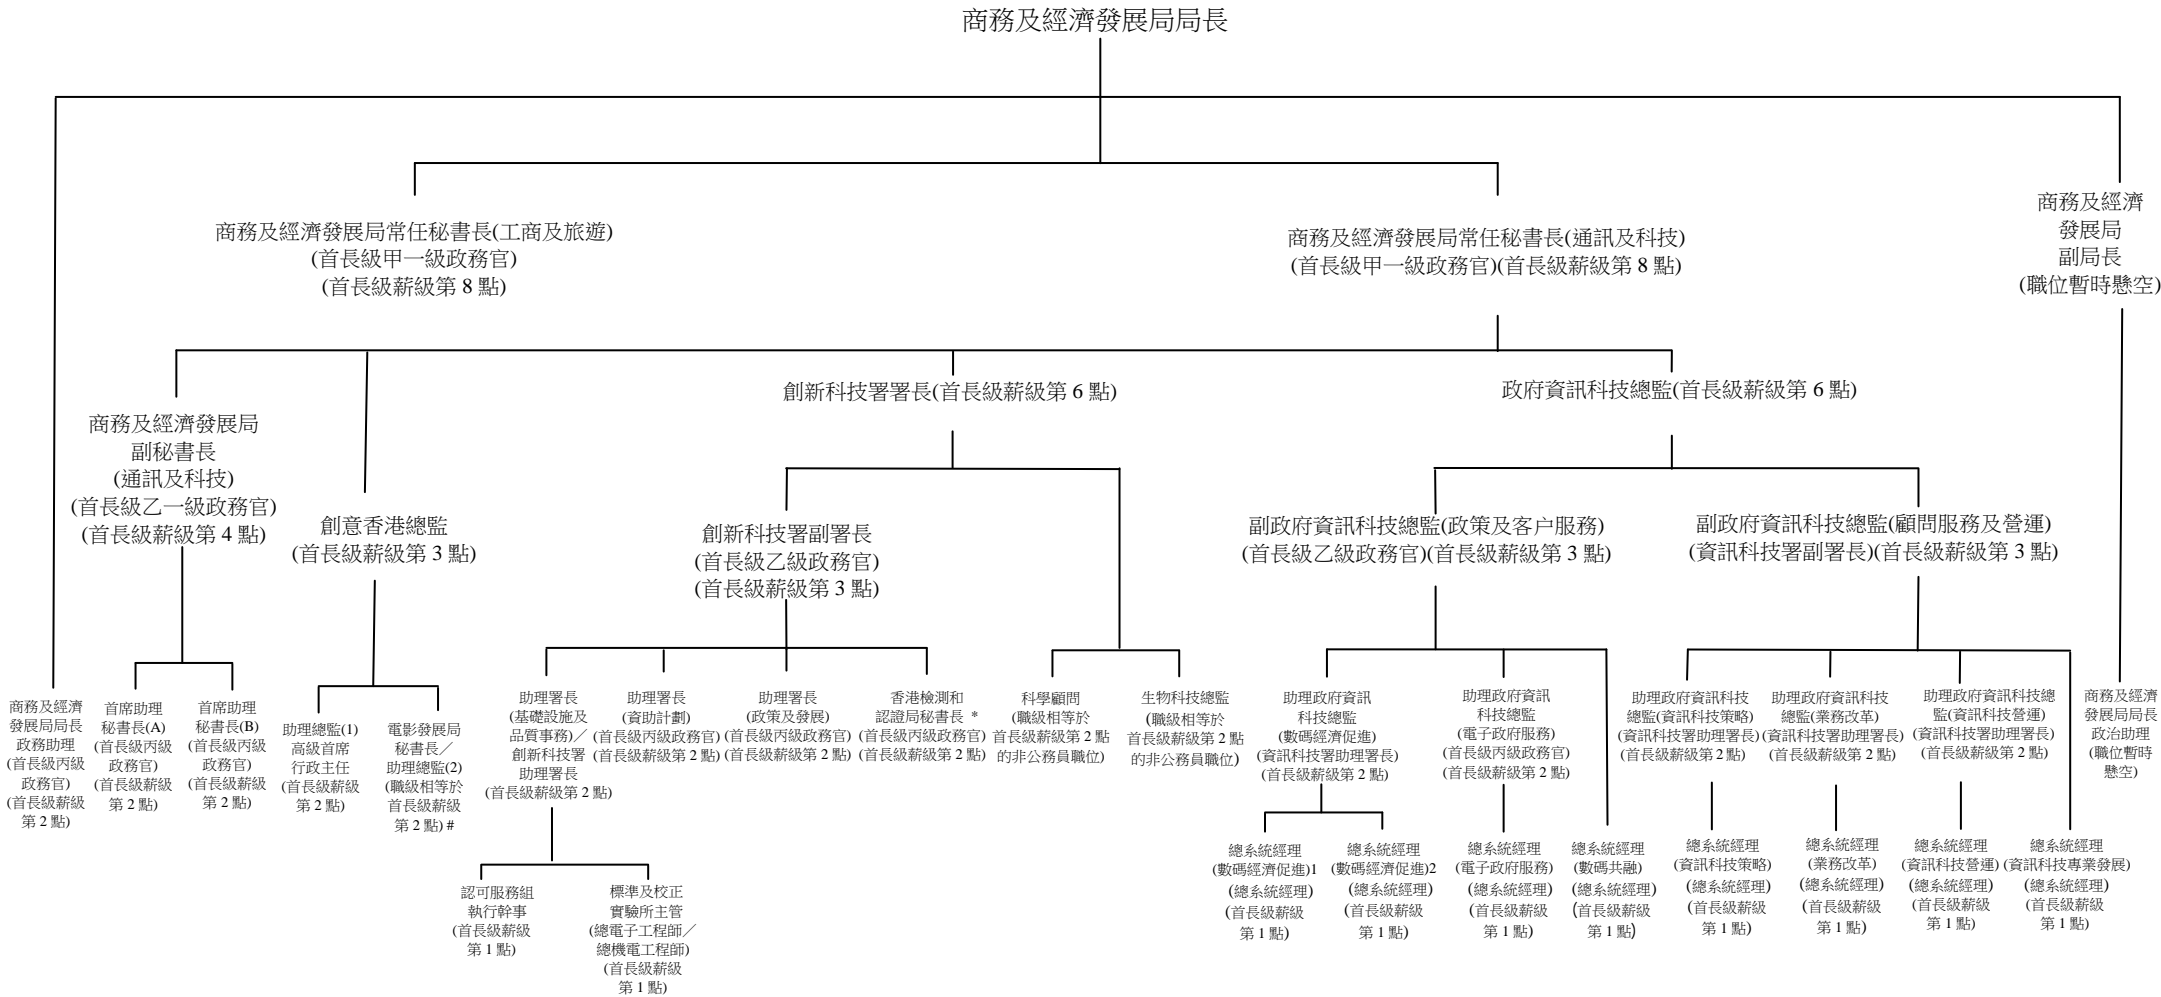 商務及經濟發展局局長
商務及經濟發展局常任秘書長(工商及旅遊)
(首長級甲一級政務官)
(首長級薪級第 8 點)
商務及經濟發展局常任秘書長(通訊及科技)
(首長級甲一級政務官)(首長級薪級第 8 點)
商務及經濟
發展局
副局長
(職位暫時懸空)
商務及經濟發展局
副秘書長
(通訊及科技)
(首長級乙一級政務官)
(首長級薪級第 4 點)
創意香港總監
(首長級薪級第 3 點)
創新科技署署長(首長級薪級第 6 點)
政府資訊科技總監(首長級薪級第 6 點)
創新科技署副署長
(首長級乙級政務官)
(首長級薪級第 3 點)
副政府資訊科技總監(政策及客户服務)
(首長級乙級政務官)(首長級薪級第 3 點)
副政府資訊科技總監(顧問服務及營運)
(資訊科技署副署長)(首長級薪級第 3 點)
商務及經濟
發展局局長
政務助理
(首長級丙級
政務官)
(首長級薪級
第 2 點)
首席助理
秘書長(A)
(首長級丙級
政務官)
(首長級薪級
第 2 點)
首席助理
秘書長(B)
(首長級丙級
政務官)
(首長級薪級
第 2 點)
助理總監(1)
高級首席
行政主任
(首長級薪級
第 2 點)
電影發展局
秘書長／
助理總監(2)
(職級相等於
首長級薪級
第 2 點) #
助理署長
(基礎設施及
品質事務)／
創新科技署
助理署長
(首長級薪級第 2 點)
助理署長
(資助計劃)
(首長級丙級政務官)
(首長級薪級第 2 點)
助理署長
(政策及發展)
(首長級丙級政務官)
(首長級薪級第 2 點)
香港檢測和
認證局秘書長 *
(首長級丙級政務官)
(首長級薪級第 2 點)
科學顧問
(職級相等於
首長級薪級第 2 點
的非公務員職位)
生物科技總監
(職級相等於
首長級薪級第 2 點
的非公務員職位)
助理政府資訊
科技總監
(數碼經濟促進)
(資訊科技署助理署長)
(首長級薪級第 2 點)
助理政府資訊
科技總監
(電子政府服務)
(首長級丙級政務官)
(首長級薪級第 2 點)
助理政府資訊科技
總監(資訊科技策略)
(資訊科技署助理署長)
(首長級薪級第 2 點)
助理政府資訊科技
總監(業務改革)
(資訊科技署助理署長)
(首長級薪級第 2 點)
助理政府資訊科技總
監(資訊科技營運)
(資訊科技署助理署長)
(首長級薪級第 2 點)
商務及經濟
發展局局長
政治助理
(職位暫時
懸空)
認可服務組
執行幹事
(首長級薪級
第 1 點)
標準及校正
實驗所主管
(總電子工程師／
總機電工程師)
(首長級薪級
第 1 點)
總系統經理
(數碼經濟促進)1
(總系統經理)
(首長級薪級
第 1 點)
總系統經理
(數碼經濟促進)2
(總系統經理)
(首長級薪級
第 1 點)
總系統經理
(電子政府服務)
(總系統經理)
(首長級薪級
第 1 點)
總系統經理
(數碼共融)
(總系統經理)
(首長級薪級
第 1 點)
總系統經理
(資訊科技策略)
(總系統經理)
(首長級薪級
第 1 點)
總系統經理
(業務改革)
(總系統經理)
(首長級薪級
第 1 點)
總系統經理
(資訊科技營運)
(總系統經理)
(首長級薪級
第 1 點)
總系統經理
(資訊科技專業發展)
(總系統經理)
(首長級薪級
第 1 點)